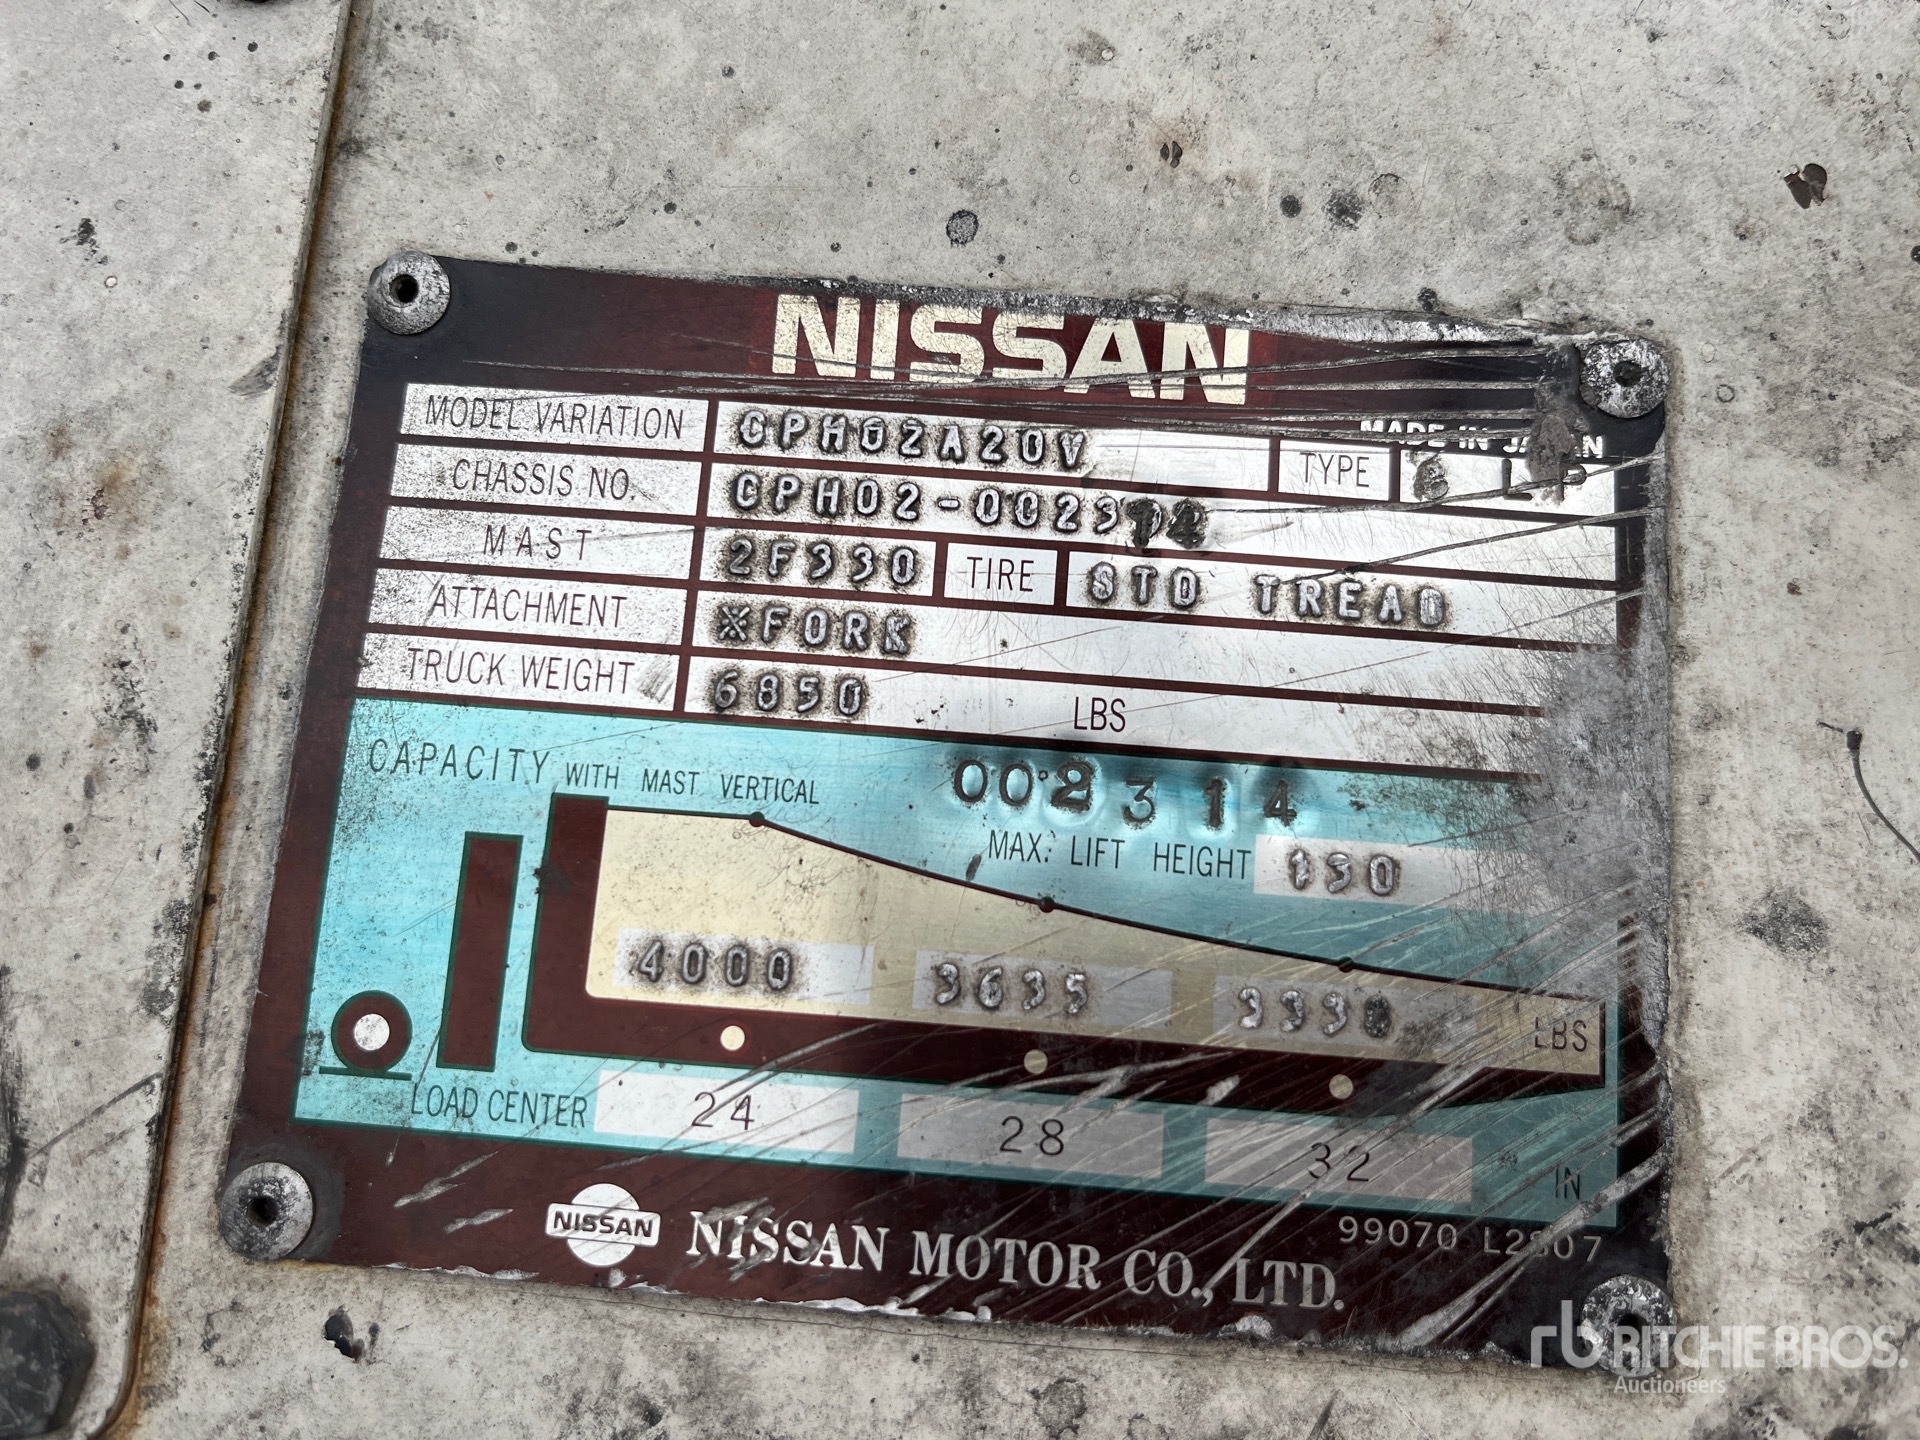 NISSAN
MADE IN JAPAN
MODEL VARIATION CPH02A20V TYPE LP
CHASSIS NO. CPH02-0023
MAST 2F330 TIRE STD TREAD
ATTACHMENT ※FORK
TRUCK WEIGHT 6850 LBS
CAPACITY WITH MAST VERTICAL 002314
MAX. LIFT HEIGHT 130
4000 3635 3330 LBS
LOAD CENTER 24 28 32 IN
99070 L2807
NISSAN NISSAN MOTOR CO., LTD.
rb RITCHIE BROS.
Auctioneers